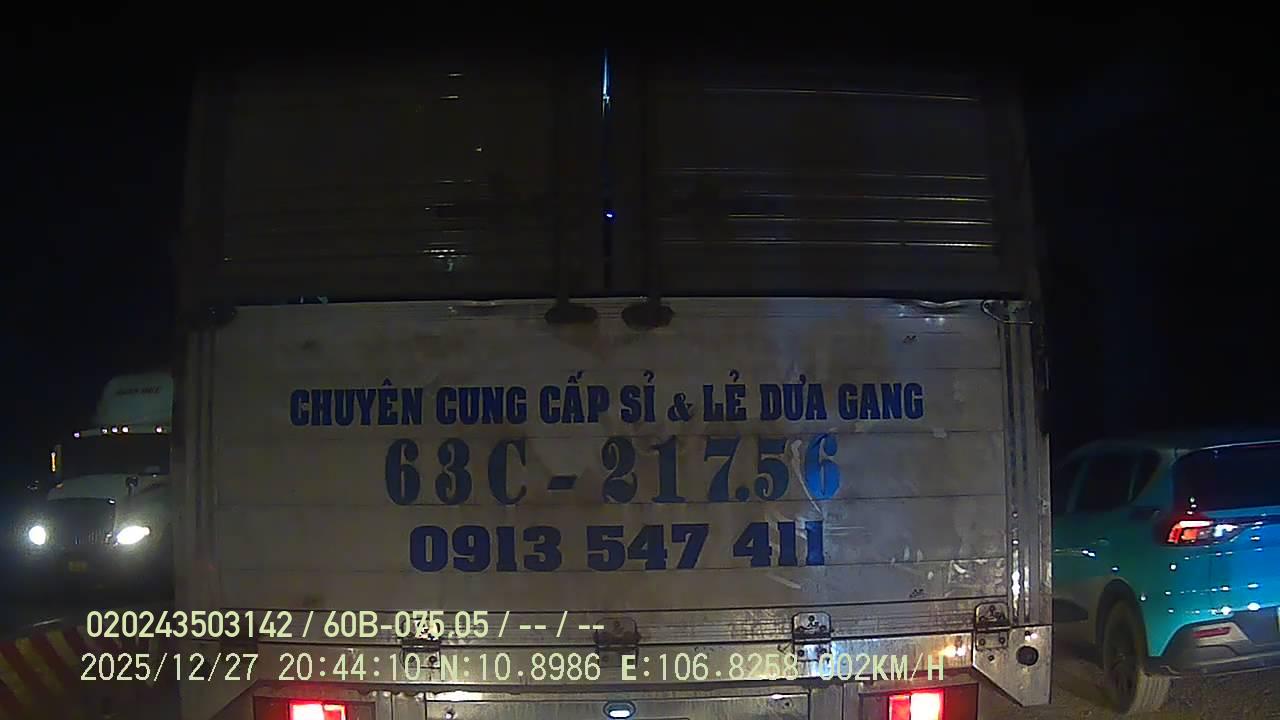 CHUYÊN CUNG CẤP SỈ & LẺ DƯA GANG
63C - 217.56
0913 547 411
020243503142 / 60B-075.05 / -- / --
2025/12/27 20:44:10 N:10.8986 E:106.8258 002KM/H